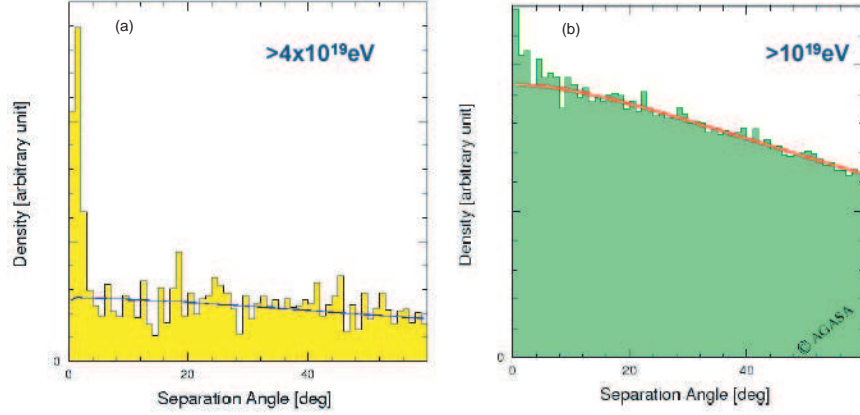 (a)
>4x10¹⁹eV
Density [arbitrary unit]
0
0
20
40
Separation Angle [deg]
(b)
>10¹⁹eV
Density [arbitrary unit]
© AGASA
0
0
20
40
Separation Angle [deg]